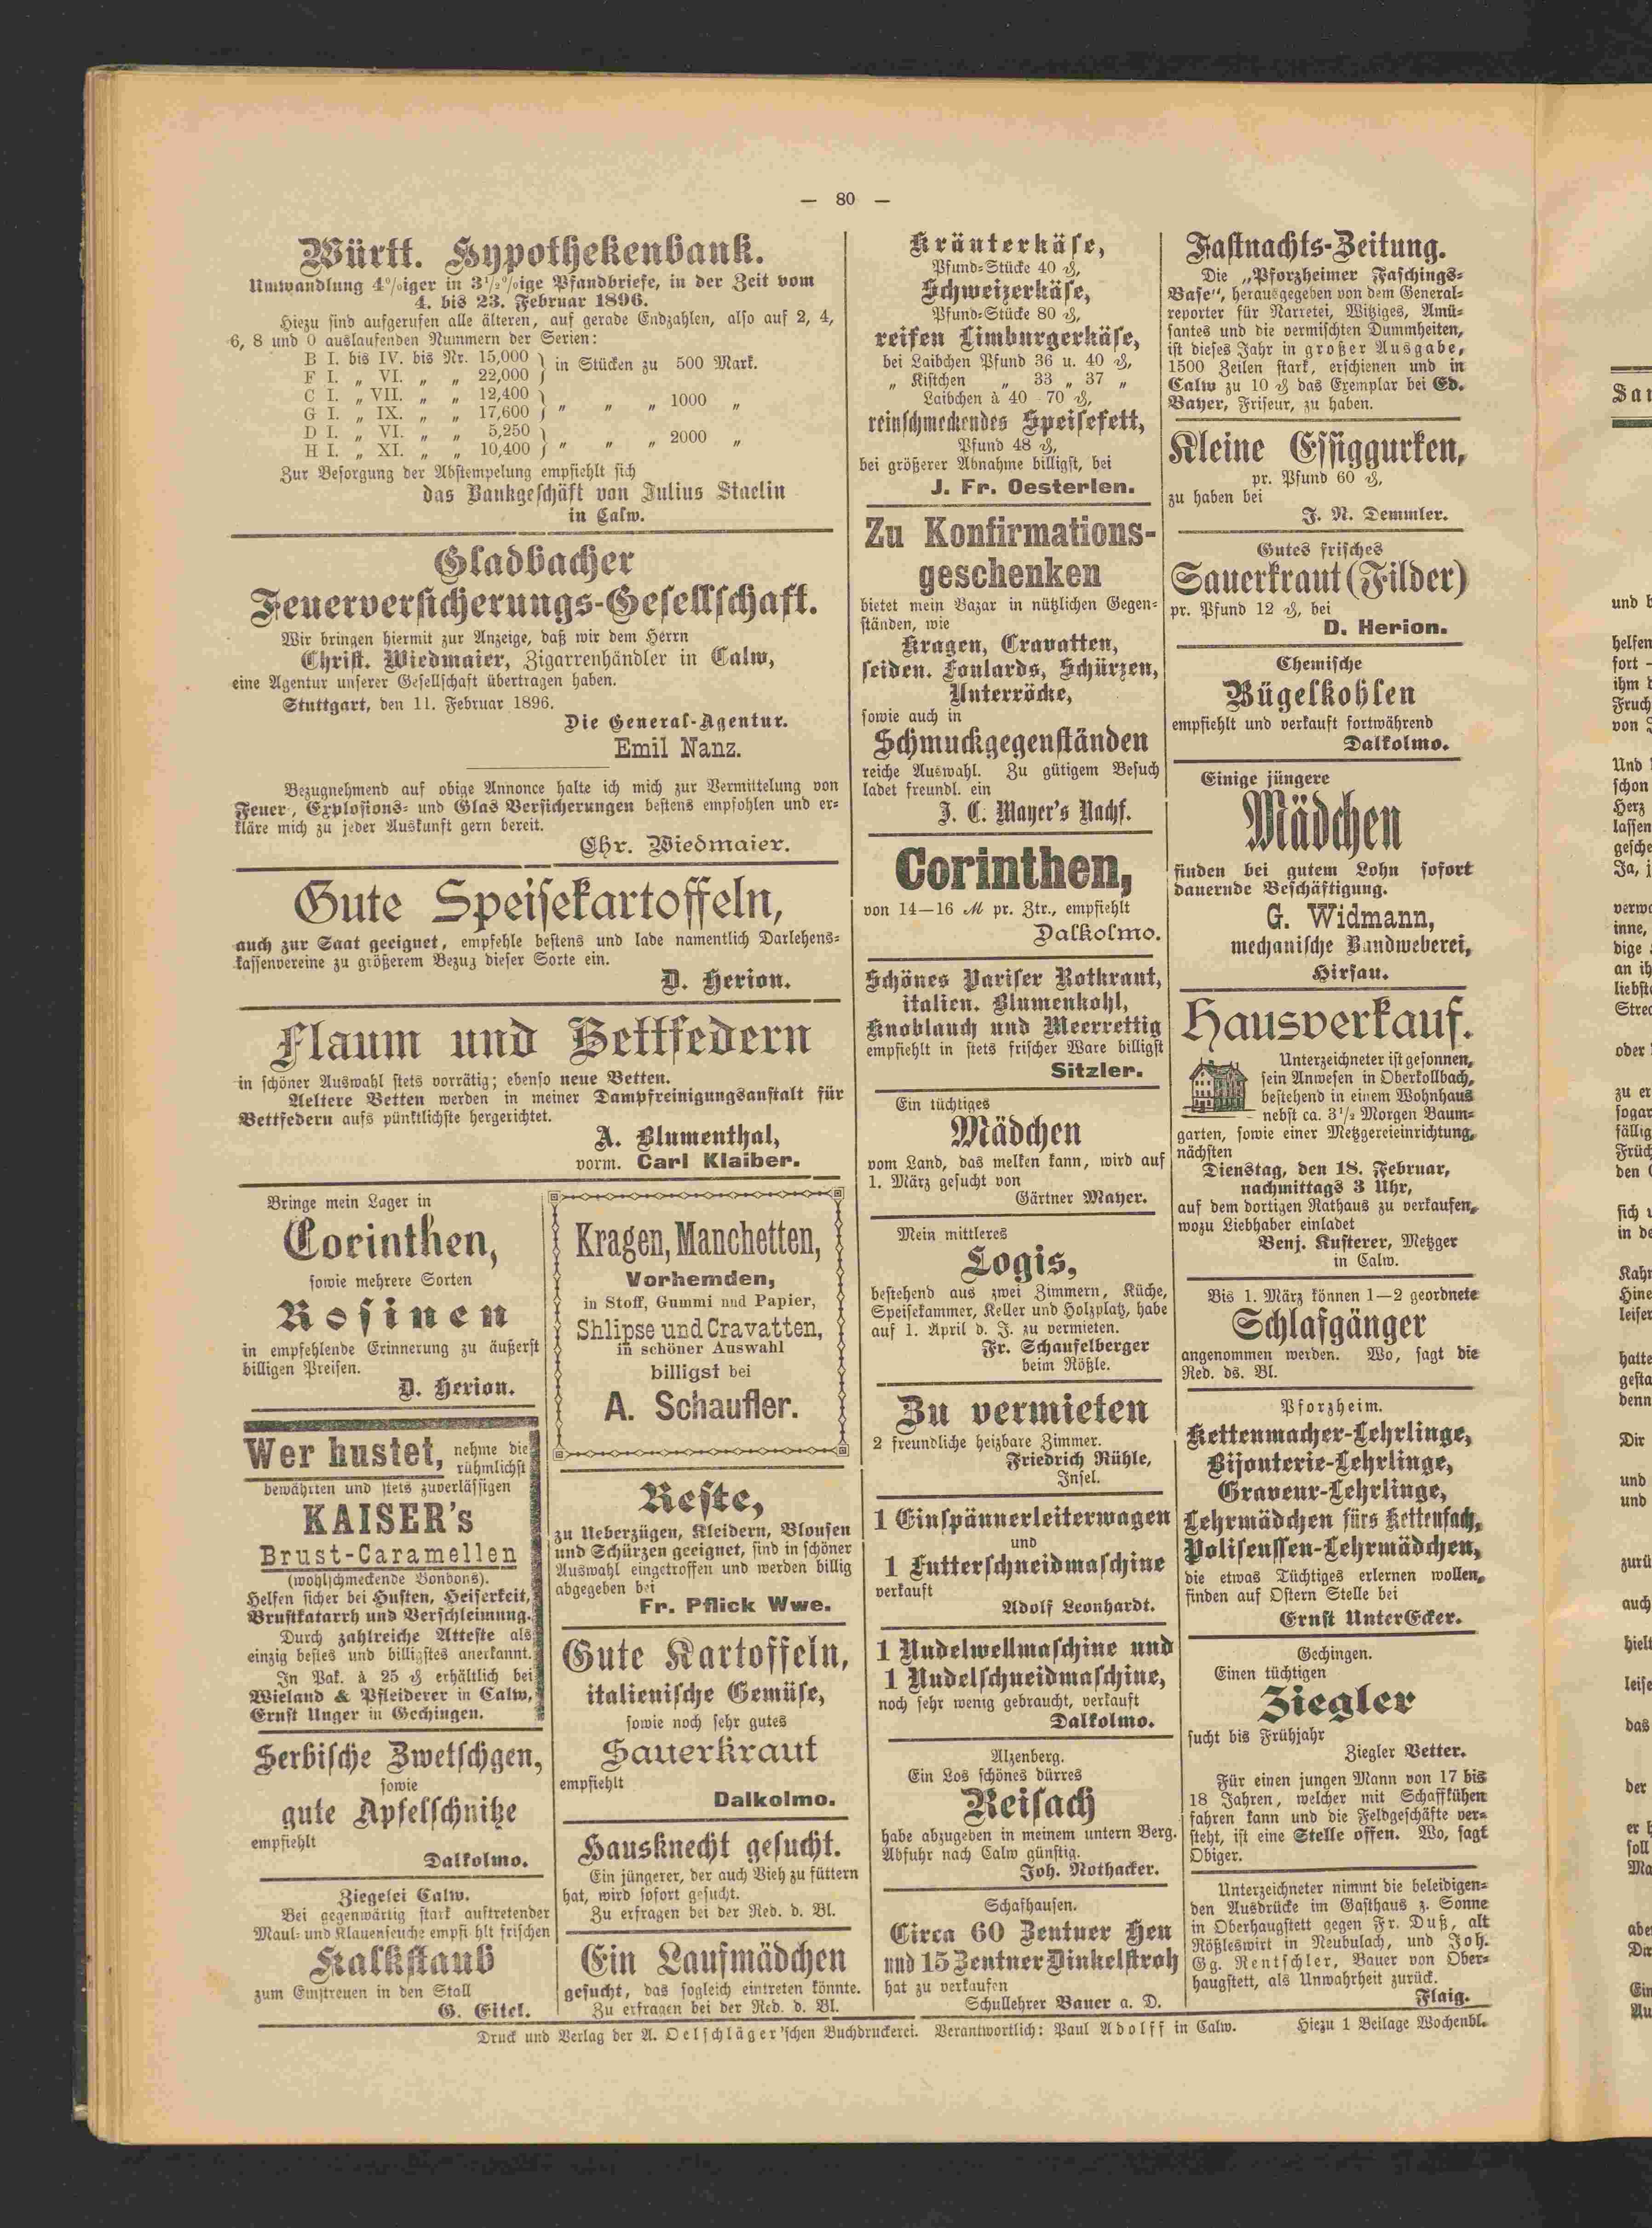 — 80 —
Württ. Hypothekenbank.
Umwandlung 4%iger in 3½%ige Pfandbriefe, in der Zeit vom
4. bis 23. Februar 1896.
Hiezu sind aufgerufen alle älteren, auf gerade Endzahlen, also auf 2, 4,
6, 8 und 0 auslaufenden Nummern der Serien:
B I. bis IV. bis Nr. 15,000 } in Stücken zu 500 Mark.
F I. „ VI. „ „ 22,000
C I. „ VII. „ „ 12,400 } „ „ „ 1000 „
G I. „ IX. „ „ 17,600
D I. „ VI. „ „ 5,250 } „ „ „ 2000 „
H I. „ XI. „ „ 10,400
Zur Besorgung der Abstempelung empfiehlt sich
das Bankgeschäft von Julius Staelin
in Calw.
Gladbacher
Feuerversicherungs-Gesellschaft.
Wir bringen hiermit zur Anzeige, daß wir dem Herrn
Christ. Wiedmaier, Zigarrenhändler in Calw,
eine Agentur unserer Gesellschaft übertragen haben.
Stuttgart, den 11. Februar 1896.
Die General-Agentur.
Emil Nanz.
Bezugnehmend auf obige Annonce halte ich mich zur Vermittelung von
Feuer-, Explosions- und Glas Versicherungen bestens empfohlen und er-
kläre mich zu jeder Auskunft gern bereit.
Chr. Wiedmaier.
Gute Speisekartoffeln,
auch zur Saat geeignet, empfehle bestens und lade namentlich Darlehens-
kassenvereine zu größerem Bezug dieser Sorte ein.
D. Herion.
Flaum und Bettfedern
in schöner Auswahl stets vorrätig; ebenso neue Betten.
Aeltere Betten werden in meiner Dampfreinigungsanstalt für
Bettfedern aufs pünktlichste hergerichtet.
A. Blumenthal,
vorm. Carl Klaiber.
Bringe mein Lager in
Corinthen,
sowie mehrere Sorten
Rosinen
in empfehlende Erinnerung zu äußerst
billigen Preisen.
D. Herion.
Wer hustet, nehme die
rühmlichst
bewährten und stets zuverlässigen
KAISER's
Brust-Caramellen
(wohlschmeckende Bonbons).
Helfen sicher bei Husten, Heiserkeit,
Brustkatarrh und Verschleimung.
Durch zahlreiche Atteste als
einzig bestes und billigstes anerkannt.
In Pak. à 25 ₰ erhältlich bei
Wieland & Pfleiderer in Calw,
Ernst Unger in Gechingen.
Serbische Zwetschgen,
sowie
gute Apfelschnitze
empfiehlt
Dalkolmo.
Ziegelei Calw.
Bei gegenwärtig stark auftretender
Maul- und Klauenseuche empfi hlt frischen
Kalkstaub
zum Einstreuen in den Stall
G. Eitel.
Kragen, Manchetten,
Vorhemden,
in Stoff, Gummi und Papier,
Shlipse und Cravatten,
in schöner Auswahl
billigst bei
A. Schaufler.
Reste,
zu Ueberzügen, Kleidern, Blousen
und Schürzen geeignet, sind in schöner
Auswahl eingetroffen und werden billig
abgegeben bei
Fr. Pflick Wwe.
Gute Kartoffeln,
italienische Gemüse,
sowie noch sehr gutes
Sauerkraut
empfiehlt
Dalkolmo.
Hausknecht gesucht.
Ein jüngerer, der auch Vieh zu füttern
hat, wird sofort gesucht.
Zu erfragen bei der Red. d. Bl.
Ein Laufmädchen
gesucht, das sogleich eintreten könnte.
Zu erfragen bei der Red. d. Bl.
Kräuterkäse,
Pfund-Stücke 40 ₰,
Schweizerkäse,
Pfund-Stücke 80 ₰,
reifen Limburgerkäse,
bei Laibchen Pfund 36 u. 40 ₰,
„ Kistchen „ 33 „ 37 „
Laibchen à 40 - 70 ₰,
reinschmeckendes Speisefett,
Pfund 48 ₰,
bei größerer Abnahme billigst, bei
J. Fr. Oesterlen.
Zu Konfirmations-
geschenken
bietet mein Bazar in nützlichen Gegen-
ständen, wie
Kragen, Cravatten,
seiden. Foulards, Schürzen,
Unterröcke,
sowie auch in
Schmuckgegenständen
reiche Auswahl. Zu gütigem Besuch
ladet freundl. ein
J. C. Mayer's Nachf.
Corinthen,
von 14—16 ℳ pr. Ztr., empfiehlt
Dalkolmo.
Schönes Pariser Rotkraut,
italien. Blumenkohl,
Knoblauch und Meerrettig
empfiehlt in stets frischer Ware billigst
Sitzler.
Ein tüchtiges
Mädchen
vom Land, das melken kann, wird auf
1. März gesucht von
Gärtner Mayer.
Mein mittleres
Logis,
bestehend aus zwei Zimmern, Küche,
Speisekammer, Keller und Holzplatz, habe
auf 1. April d. J. zu vermieten.
Fr. Schaufelberger
beim Rößle.
Zu vermieten
2 freundliche heizbare Zimmer.
Friedrich Rühle,
Insel.
1 Einspännerleiterwagen
und
1 Futterschneidmaschine
verkauft
Adolf Leonhardt.
1 Nudelwellmaschine und
1 Nudelschneidmaschine,
noch sehr wenig gebraucht, verkauft
Dalkolmo.
Alzenberg.
Ein Los schönes dürres
Reisach
habe abzugeben in meinem untern Berg.
Abfuhr nach Calw günstig.
Joh. Rothacker.
Schafhausen.
Circa 60 Zentner Heu
und 15 Zentner Dinkelstroh
hat zu verkaufen
Schullehrer Bauer a. D.
Fastnachts-Zeitung.
Die „Pforzheimer Faschings-
Base", herausgegeben von dem General-
reporter für Narretei, Witziges, Amü-
santes und die vermischten Dummheiten,
ist dieses Jahr in großer Ausgabe,
1500 Zeilen stark, erschienen und in
Calw zu 10 ₰ das Exemplar bei Ed.
Bayer, Friseur, zu haben.
Kleine Essiggurken,
pr. Pfund 60 ₰,
zu haben bei
J. N. Demmler.
Gutes frisches
Sauerkraut (Filder)
pr. Pfund 12 ₰, bei
D. Herion.
Chemische
Bügelkohlen
empfiehlt und verkauft fortwährend
Dalkolmo.
Einige jüngere
Mädchen
finden bei gutem Lohn sofort
dauernde Beschäftigung.
G. Widmann,
mechanische Bandweberei,
Hirsau.
Hausverkauf.
Unterzeichneter ist gesonnen,
sein Anwesen in Oberkollbach,
bestehend in einem Wohnhaus
nebst ca. 3½ Morgen Baum-
garten, sowie einer Metzgereieinrichtung,
nächsten
Dienstag, den 18. Februar,
nachmittags 3 Uhr,
auf dem dortigen Rathaus zu verkaufen,
wozu Liebhaber einladet
Benj. Kusterer, Metzger
in Calw.
Bis 1. März können 1—2 geordnete
Schlafgänger
angenommen werden. Wo, sagt die
Red. ds. Bl.
Pforzheim.
Kettenmacher-Lehrlinge,
Bijouterie-Lehrlinge,
Graveur-Lehrlinge,
Lehrmädchen fürs Kettenfach,
Poliseussen-Lehrmädchen,
die etwas Tüchtiges erlernen wollen,
finden auf Ostern Stelle bei
Ernst UnterEcker.
Gechingen.
Einen tüchtigen
Ziegler
sucht bis Frühjahr
Ziegler Vetter.
Für einen jungen Mann von 17 bis
18 Jahren, welcher mit Schaffkühen
fahren kann und die Feldgeschäfte ver-
steht, ist eine Stelle offen. Wo, sagt
Obiger.
Unterzeichneter nimmt die beleidigen-
den Ausdrücke im Gasthaus z. Sonne
in Oberhaugstett gegen Fr. Duß, alt
Rößleswirt in Neubulach, und Joh.
Gg. Rentschler, Bauer von Ober-
haugstett, als Unwahrheit zurück.
Flaig.
Druck und Verlag der A. Oelschläger'schen Buchdruckerei. Verantwortlich: Paul Adolff in Calw. Hiezu 1 Beilage Wochenbl.